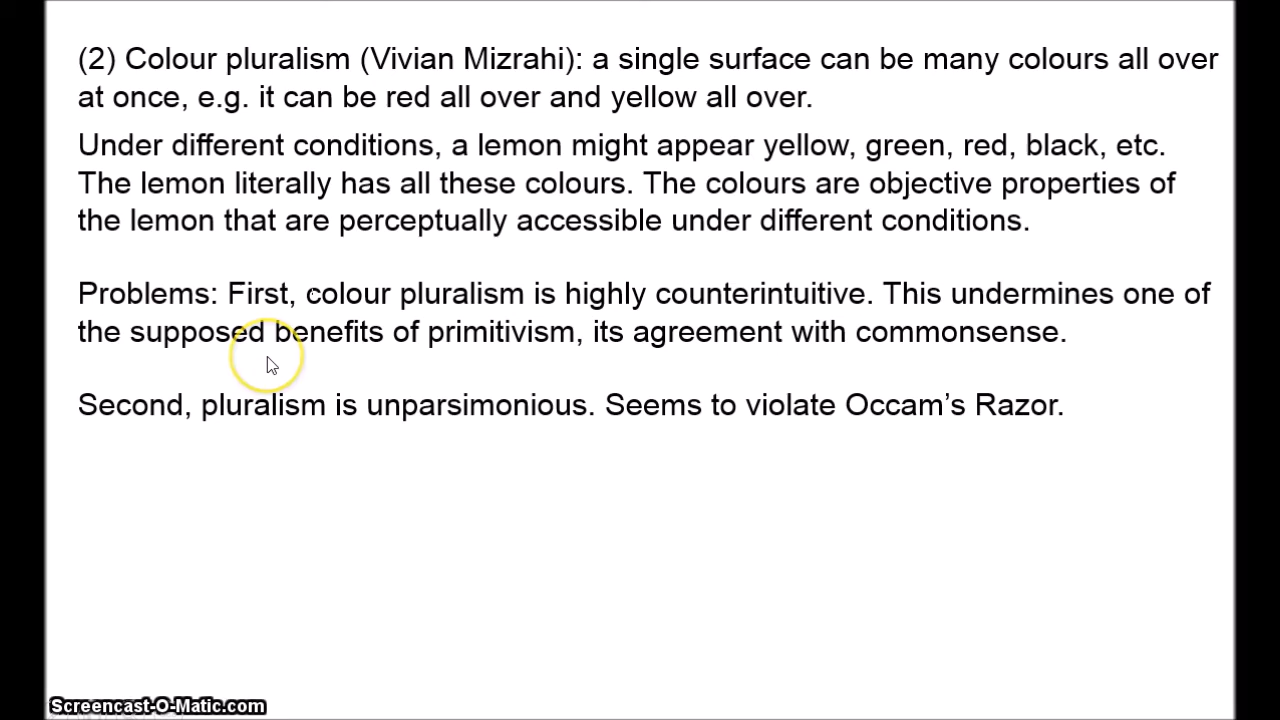 (2) Colour pluralism (Vivian Mizrahi): a single surface can be many colours all over
at once, e.g. it can be red all over and yellow all over.
Under different conditions, a lemon might appear yellow, green, red, black, etc.
The lemon literally has all these colours. The colours are objective properties of
the lemon that are perceptually accessible under different conditions.
Problems: First, colour pluralism is highly counterintuitive. This undermines one of
the supposed benefits of primitivism, its agreement with commonsense.
Second, pluralism is unparsimonious. Seems to violate Occam’s Razor.
Screencast-O-Matic.com